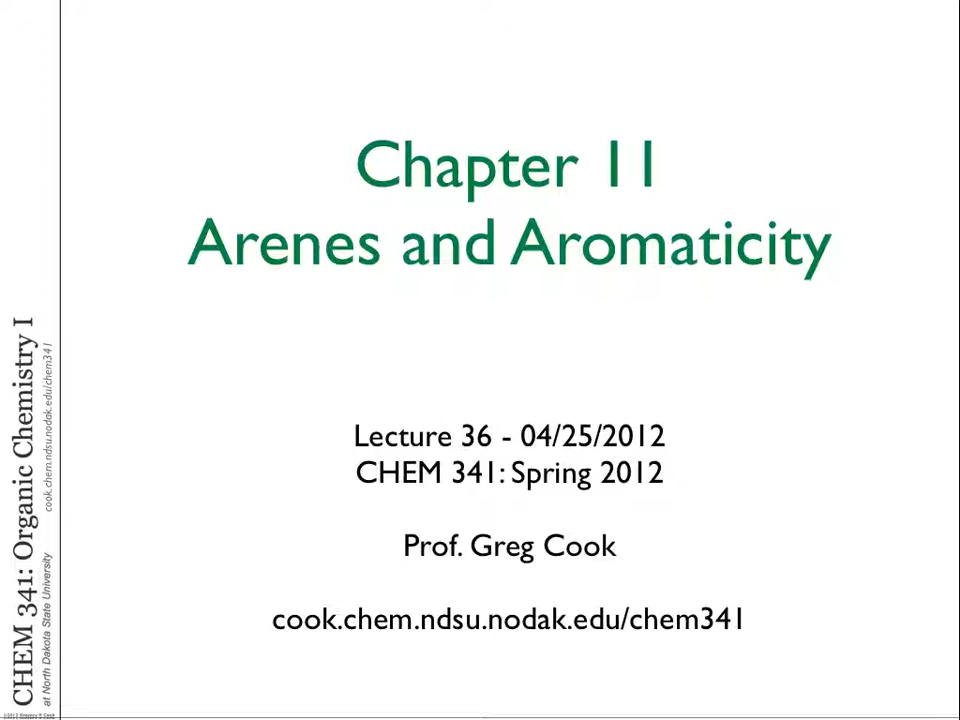 Chapter 11
Arenes and Aromaticity
Lecture 36 - 04/25/2012
CHEM 341: Spring 2012
Prof. Greg Cook
cook.chem.ndsu.nodak.edu/chem341
CHEM 341: Organic Chemistry I
at North Dakota State University
cook.chem.ndsu.nodak.edu/chem341